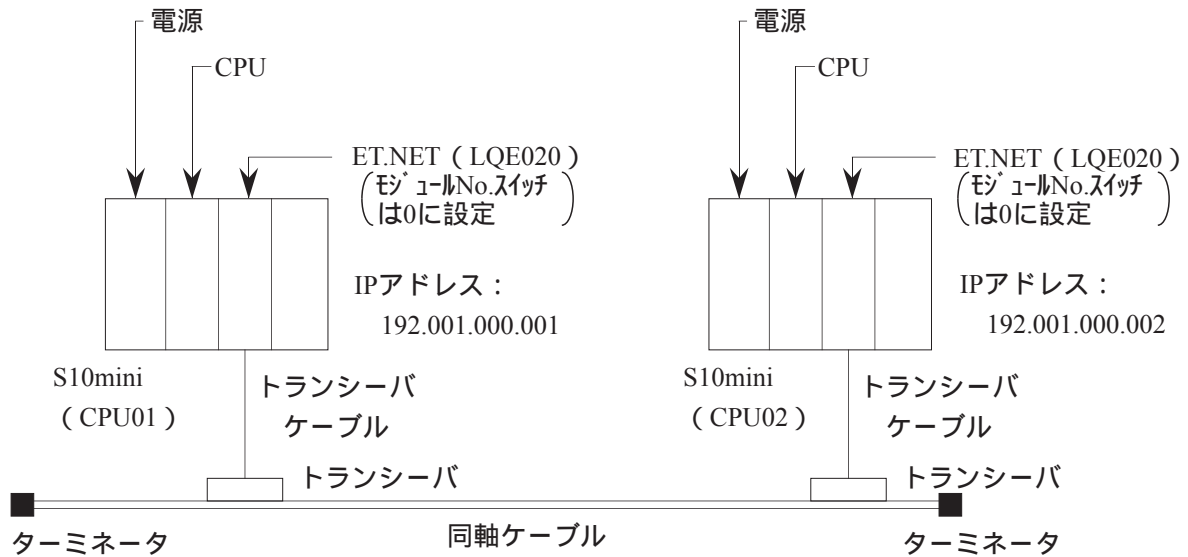 電源
CPU
ET.NET（LQE020）
モジュールNo.スイッチ
は0に設定
IPアドレス：
192.001.000.001
S10mini
（CPU01）
トランシーバ
ケーブル
トランシーバ
電源
CPU
ET.NET（LQE020）
モジュールNo.スイッチ
は0に設定
IPアドレス：
192.001.000.002
S10mini
（CPU02）
トランシーバ
ケーブル
トランシーバ
ターミネータ
同軸ケーブル
ターミネータ